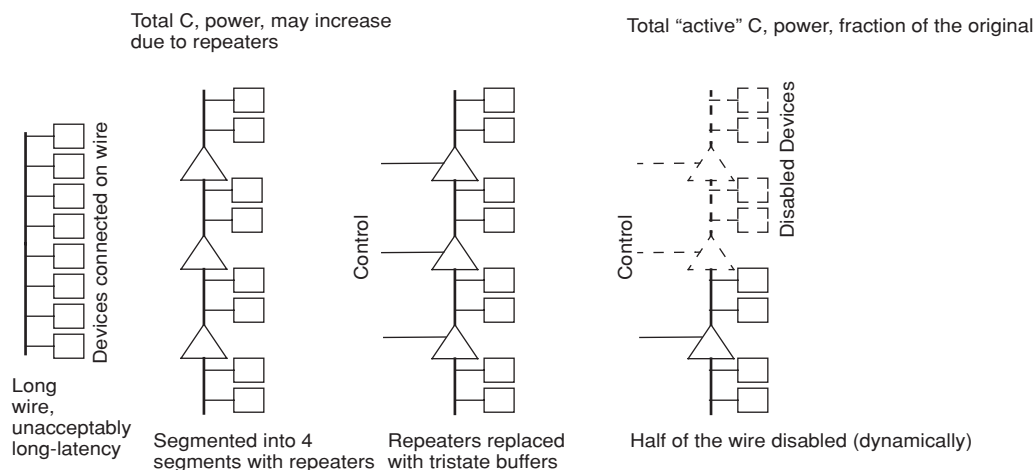 Total C, power, may increase
due to repeaters
Total “active” C, power, fraction of the original
Devices connected on wire
Control
Control
Disabled Devices
Long
wire,
unacceptably
long-latency
Segmented into 4
segments with repeaters
Repeaters replaced
with tristate buffers
Half of the wire disabled (dynamically)